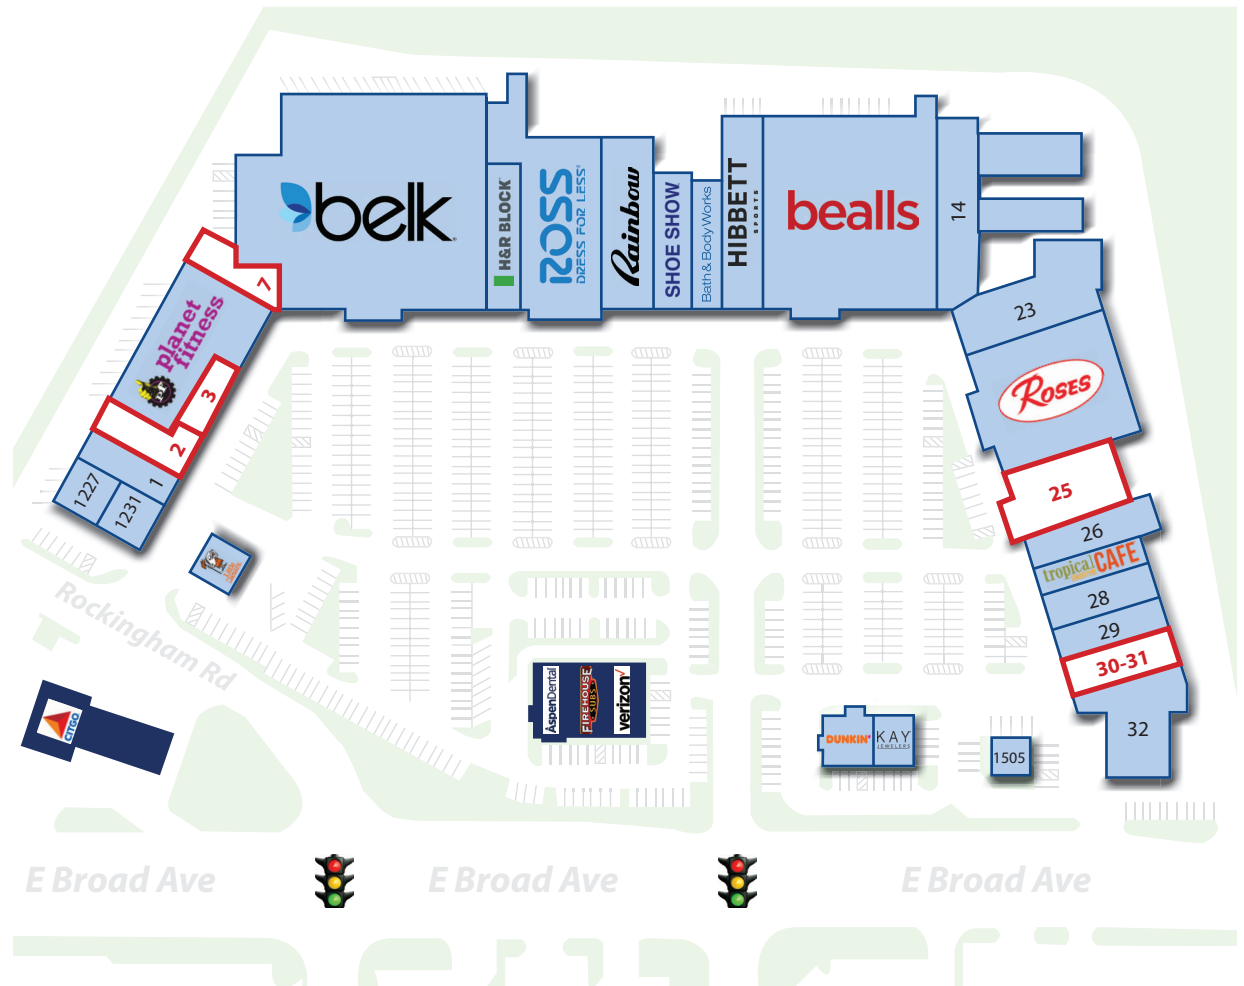 belk
H&R BLOCK
ROSS
DRESS FOR LESS
Rainbow
SHOE SHOW
Bath & Body Works
HIBBETT
SPORTS
bealls
14
7
planet
fitness
3
2
1
1227
1231
23
ROSES
25
26
tropical
CAFE
28
29
30-31
32
Rockingham Rd
CITGO
AspenDental
FIREHOUSE
SUBS
verizon
DUNKIN'
KAY
JEWELERS
1505
E Broad Ave
E Broad Ave
E Broad Ave